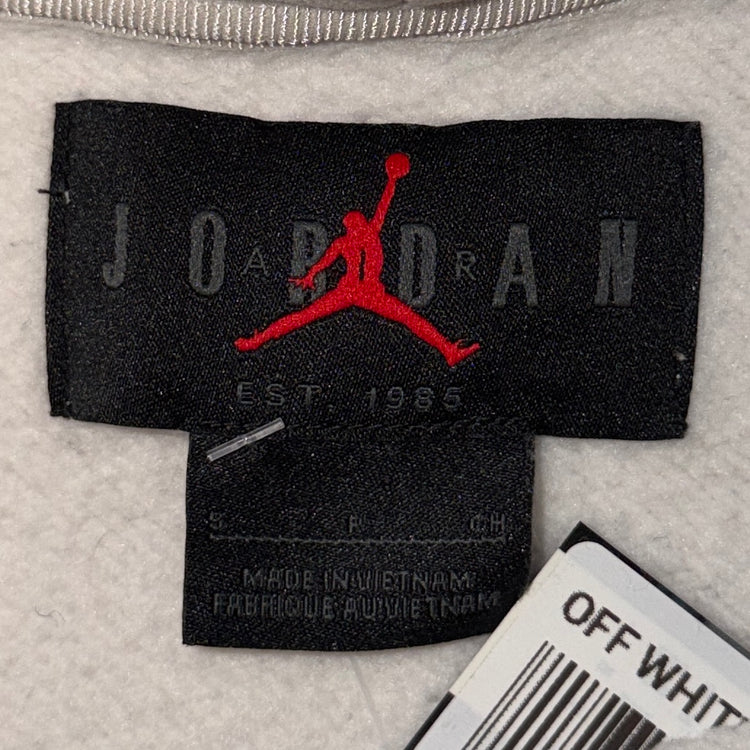 JORDAN
AIR
EST. 1985
S P CH
MADE IN VIETNAM
FABRIQUE AU VIETNAM
OFF WHIT